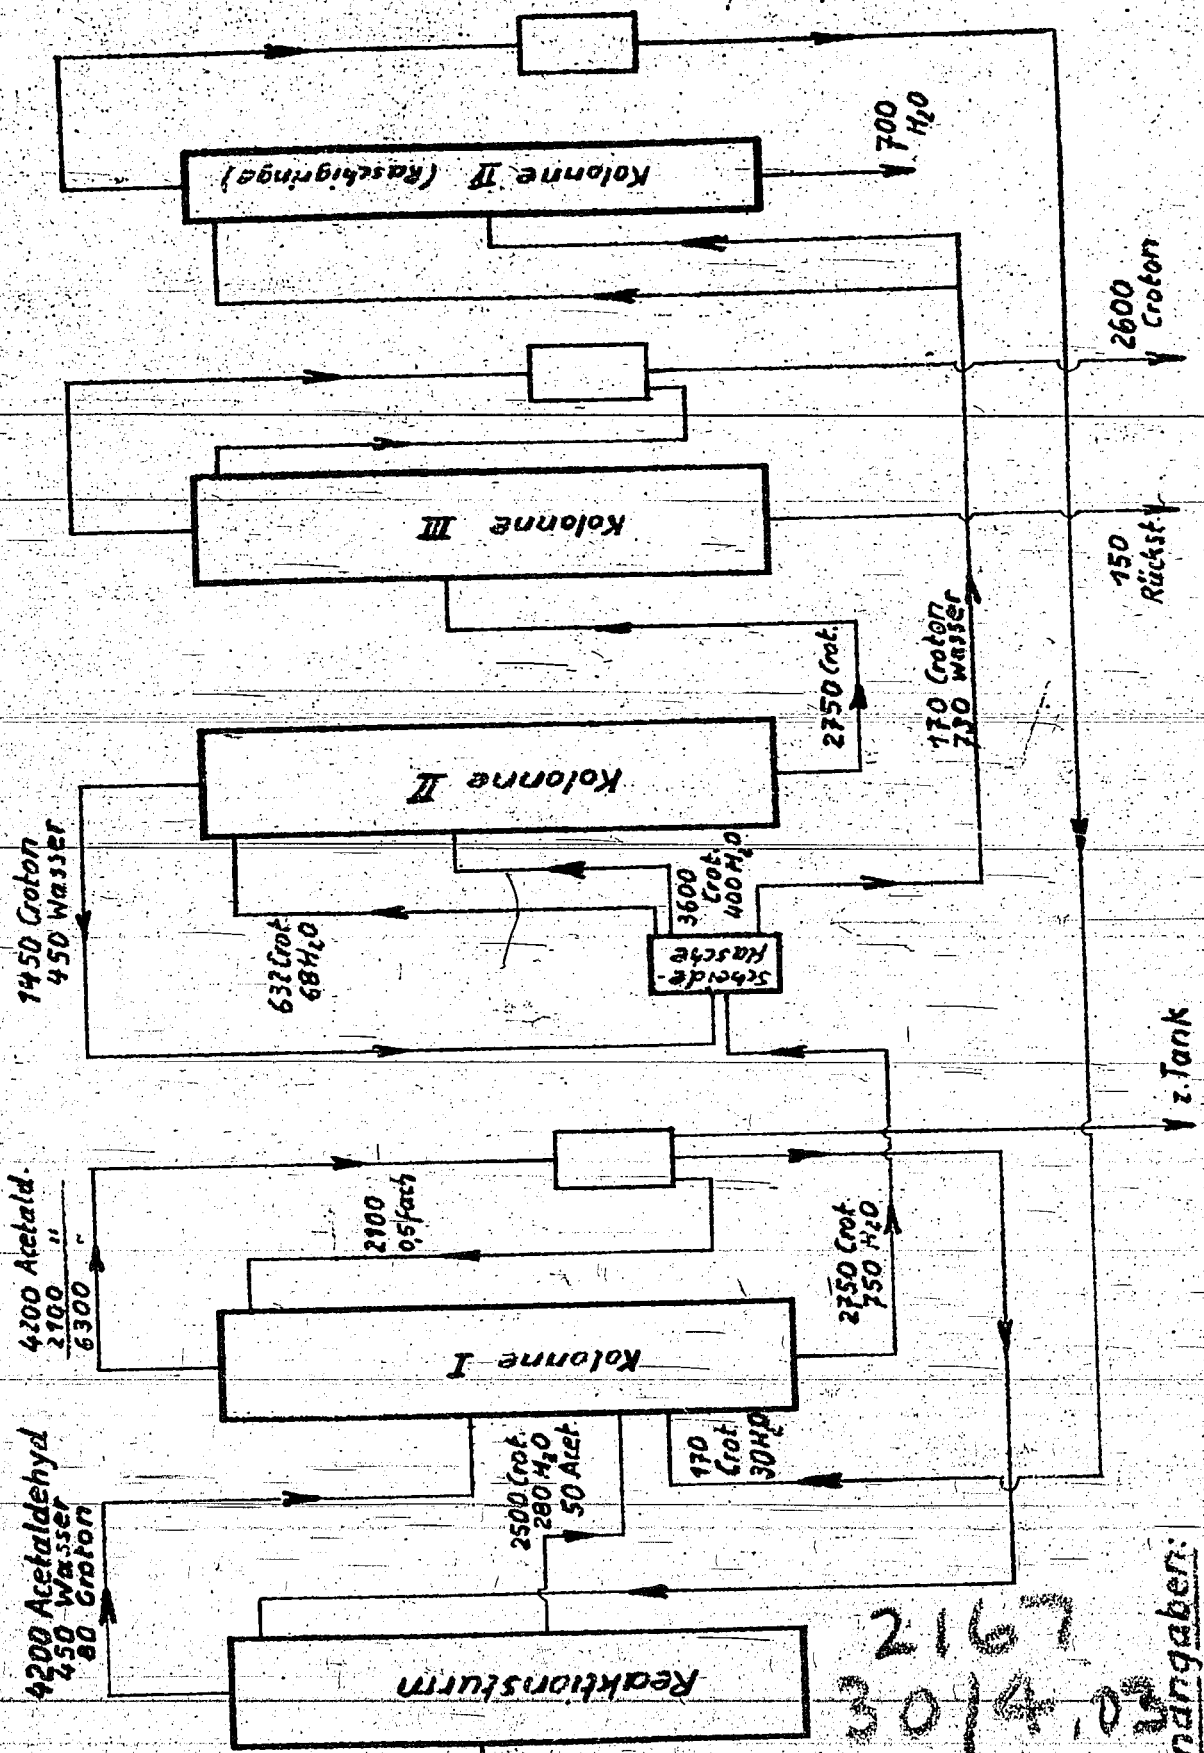 4200 Acetaldehyd
450 Wasser
80 Croton
Reaktionsturm
2500 Crot.
280 H₂O
50 Acet.
170
Crot.
30 H₂O
4200 Acetald.
2100 "
6300 "
2100
0,5fach
Kolonne I
2750 Crot.
750 H₂O
z. Tank
1450 Croton
450 Wasser
632 Crot.
68 H₂O
Scheide-
flasche
3600
Crot.
400 H₂O
Kolonne II
2750 Crot.
170 Croton
730 Wasser
Kolonne III
150
Rückst.
2600
Croton
Kolonne IV (Raschigringe)
700
H₂O
2167
3014.03